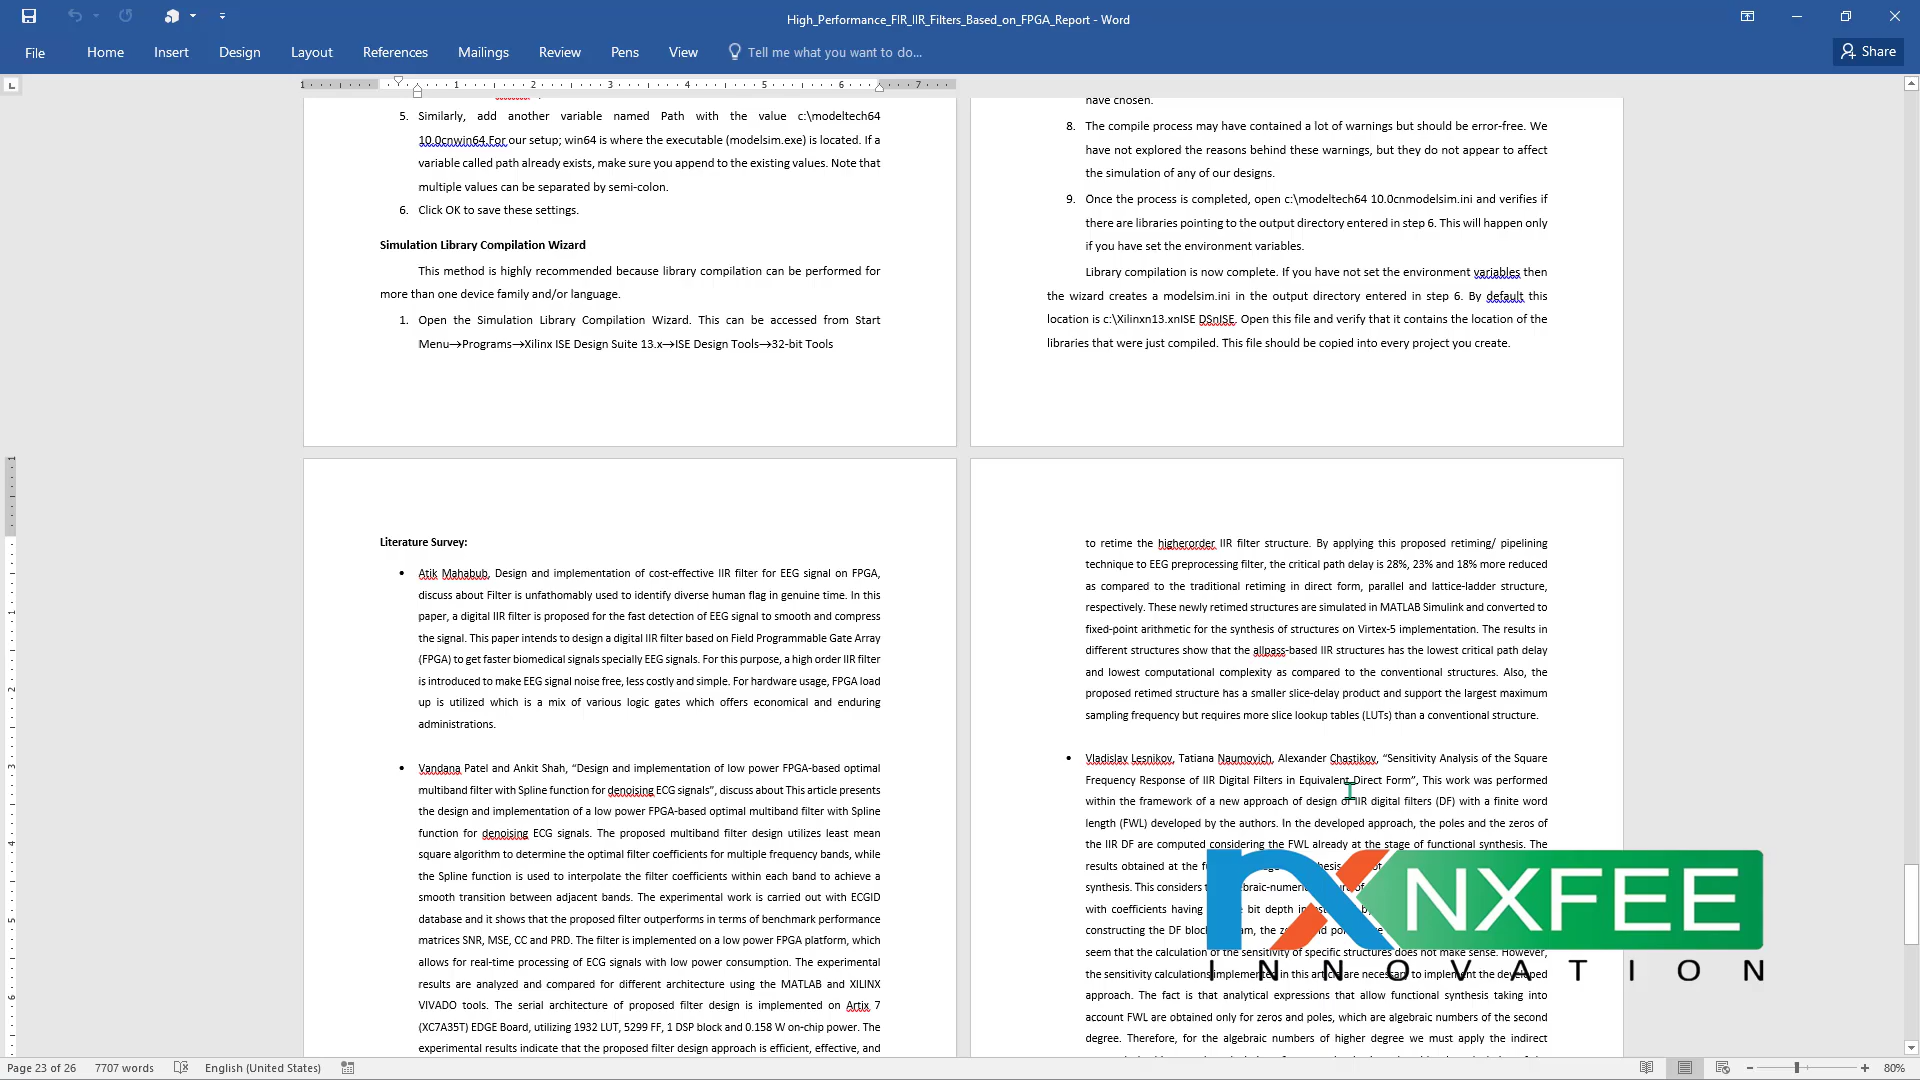 High_Performance_FIR_IIR_Filters_Based_on_FPGA_Report - Word
File Home Insert Design Layout References Mailings Review Pens View Tell me what you want to do... Share
1 1 2 3 4 5 6 7
5. Similarly, add another variable named Path with the value c:\modeltech64
10.0cnwin64.For our setup; win64 is where the executable (modelsim.exe) is located. If a
variable called path already exists, make sure you append to the existing values. Note that
multiple values can be separated by semi-colon.
6. Click OK to save these settings.
Simulation Library Compilation Wizard
This method is highly recommended because library compilation can be performed for
more than one device family and/or language.
1. Open the Simulation Library Compilation Wizard. This can be accessed from Start
Menu→Programs→Xilinx ISE Design Suite 13.x→ISE Design Tools→32-bit Tools
have chosen.
8. The compile process may have contained a lot of warnings but should be error-free. We
have not explored the reasons behind these warnings, but they do not appear to affect
the simulation of any of our designs.
9. Once the process is completed, open c:\modeltech64 10.0cnmodelsim.ini and verifies if
there are libraries pointing to the output directory entered in step 6. This will happen only
if you have set the environment variables.
Library compilation is now complete. If you have not set the environment variables then
the wizard creates a modelsim.ini in the output directory entered in step 6. By default this
location is c:\Xilinxn13.xnISE DSnISE. Open this file and verify that it contains the location of the
libraries that were just compiled. This file should be copied into every project you create.
Literature Survey:
• Atik Mahabub, Design and implementation of cost-effective IIR filter for EEG signal on FPGA,
discuss about Filter is unfathomably used to identify diverse human flag in genuine time. In this
paper, a digital IIR filter is proposed for the fast detection of EEG signal to smooth and compress
the signal. This paper intends to design a digital IIR filter based on Field Programmable Gate Array
(FPGA) to get faster biomedical signals specially EEG signals. For this purpose, a high order IIR filter
is introduced to make EEG signal noise free, less costly and simple. For hardware usage, FPGA load
up is utilized which is a mix of various logic gates which offers economical and enduring
administrations.
• Vandana Patel and Ankit Shah, “Design and implementation of low power FPGA-based optimal
multiband filter with Spline function for denoising ECG signals”, discuss about This article presents
the design and implementation of a low power FPGA-based optimal multiband filter with Spline
function for denoising ECG signals. The proposed multiband filter design utilizes least mean
square algorithm to determine the optimal filter coefficients for multiple frequency bands, while
the Spline function is used to interpolate the filter coefficients within each band to achieve a
smooth transition between adjacent bands. The experimental work is carried out with ECGID
database and it shows that the proposed filter outperforms in terms of benchmark performance
matrices SNR, MSE, CC and PRD. The filter is implemented on a low power FPGA platform, which
allows for real-time processing of ECG signals with low power consumption. The experimental
results are analyzed and compared for different architecture using the MATLAB and XILINX
VIVADO tools. The serial architecture of proposed filter design is implemented on Artix 7
(XC7A35T) EDGE Board, utilizing 1932 LUT, 5299 FF, 1 DSP block and 0.158 W on-chip power. The
experimental results indicate that the proposed filter design approach is efficient, effective, and
to retime the higherorder IIR filter structure. By applying this proposed retiming/ pipelining
technique to EEG preprocessing filter, the critical path delay is 28%, 23% and 18% more reduced
as compared to the traditional retiming in direct form, parallel and lattice-ladder structure,
respectively. These newly retimed structures are simulated in MATLAB Simulink and converted to
fixed-point arithmetic for the synthesis of structures on Virtex-5 implementation. The results in
different structures show that the allpass-based IIR structures has the lowest critical path delay
and lowest computational complexity as compared to the conventional structures. Also, the
proposed retimed structure has a smaller slice-delay product and support the largest maximum
sampling frequency but requires more slice lookup tables (LUTs) than a conventional structure.
• Vladislav Lesnikov, Tatiana Naumovich, Alexander Chastikov, “Sensitivity Analysis of the Square
Frequency Response of IIR Digital Filters in Equivalent Direct Form”, This work was performed
within the framework of a new approach of design of IIR digital filters (DF) with a finite word
length (FWL) developed by the authors. In the developed approach, the poles and the zeros of
the IIR DF are computed considering the FWL already at the stage of functional synthesis. The
results obtained at the
synthesis. This considers
with coefficients having bit depth
constructing the DF
seem that the calculation of the sensitivity of specific structures does not make sense. However,
the sensitivity calculations implemented in this article are necessary to implement the developed
approach. The fact is that analytical expressions that allow functional synthesis taking into
account FWL are obtained only for zeros and poles, which are algebraic numbers of the second
degree. Therefore, for the algebraic numbers of higher degree we must apply the indirect
NXFEE
INNOVATION
Page 23 of 26 7707 words English (United States) 80%